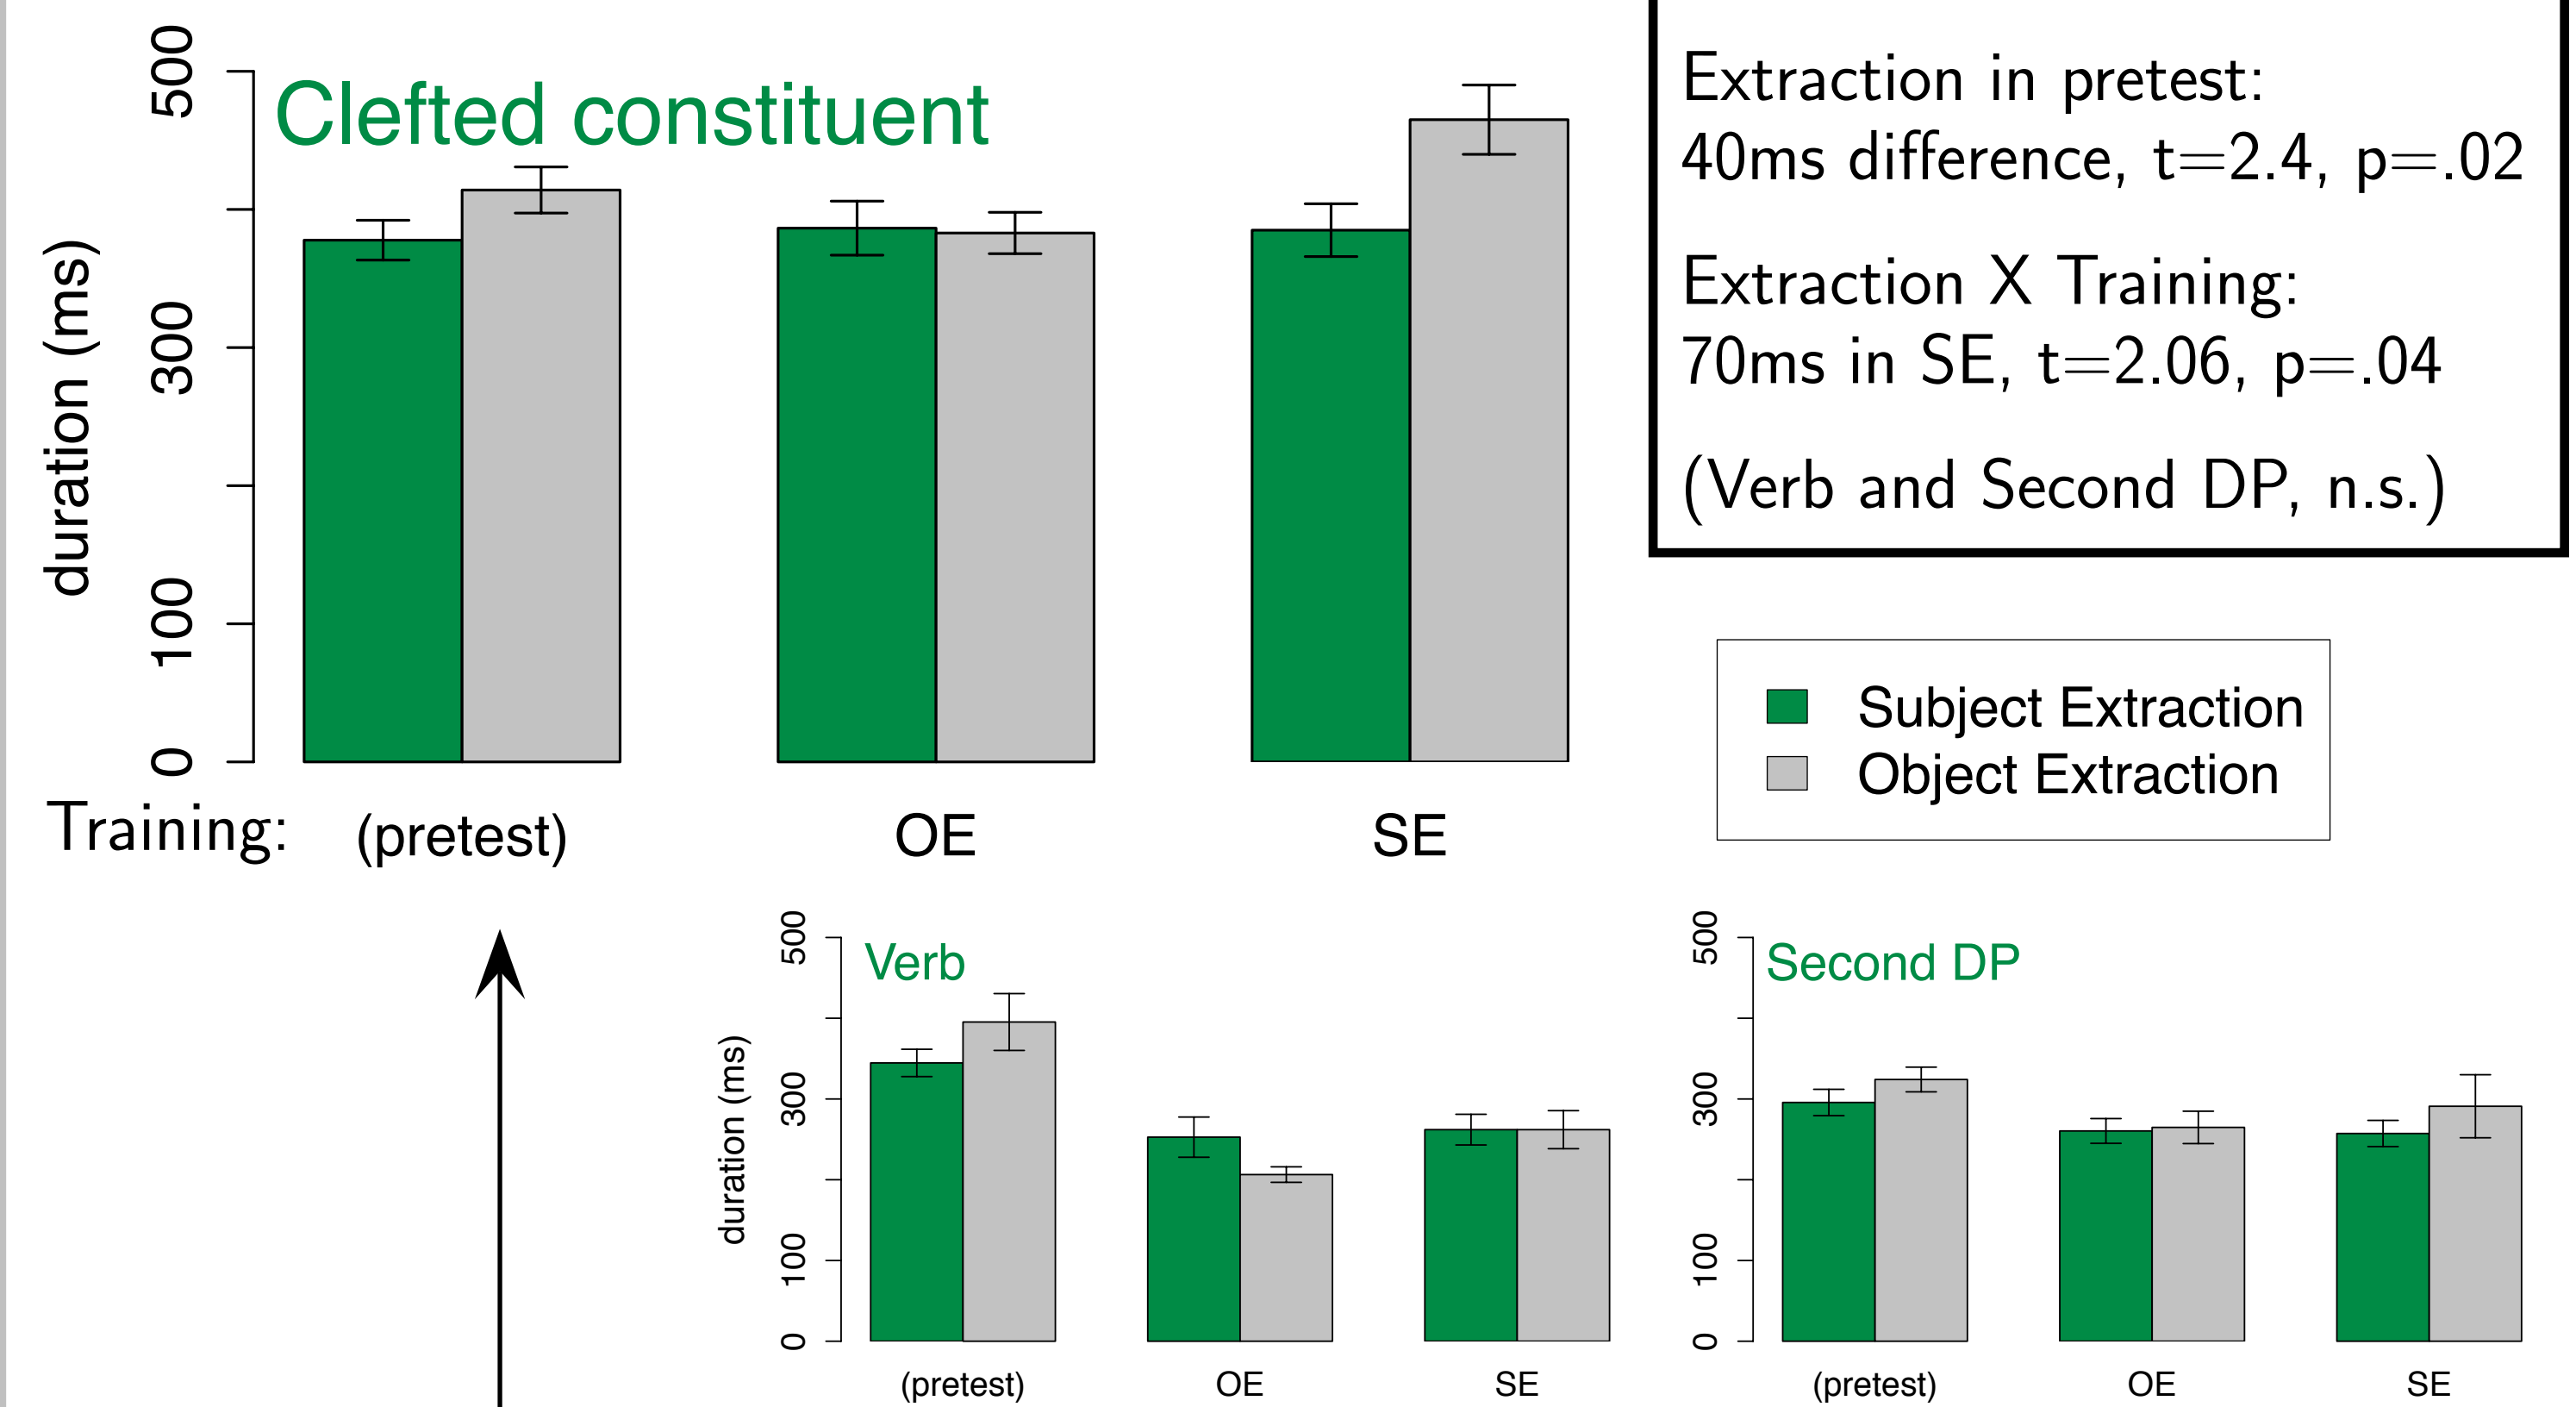 Clefted constituent
duration (ms)
500
300
100
0
Training:
(pretest)
OE
SE
Extraction in pretest:
40ms difference, t=2.4, p=.02
Extraction X Training:
70ms in SE, t=2.06, p=.04
(Verb and Second DP, n.s.)
Subject Extraction
Object Extraction
Verb
duration (ms)
500
300
100
0
(pretest)
OE
SE
Second DP
500
300
100
0
(pretest)
OE
SE